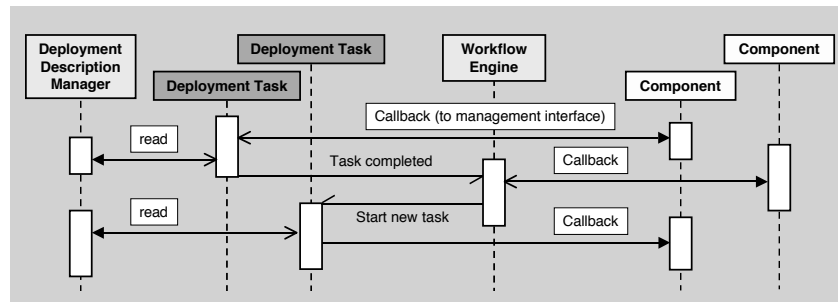 Deployment
Description
Manager
Deployment Task
Deployment Task
Workflow
Engine
Component
Component
Callback (to management interface)
read
Task completed
Callback
read
Start new task
Callback